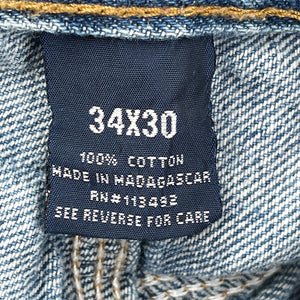 34X30
100% COTTON
MADE IN MADAGASCAR
RN#113492
SEE REVERSE FOR CARE